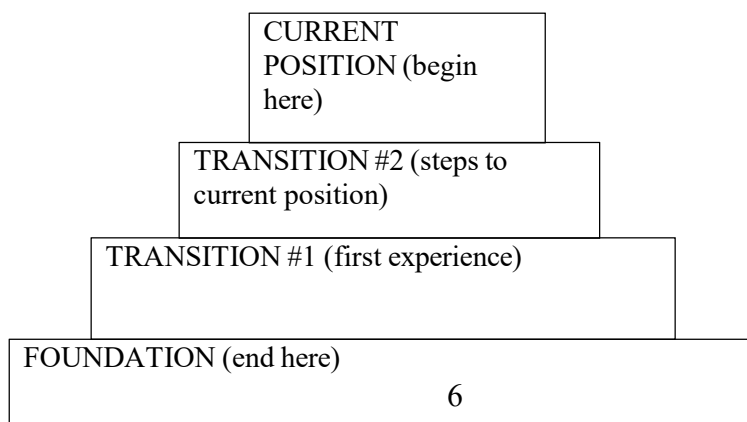 CURRENT
POSITION (begin
here)
TRANSITION #2 (steps to
current position)
TRANSITION #1 (first experience)
FOUNDATION (end here)
6